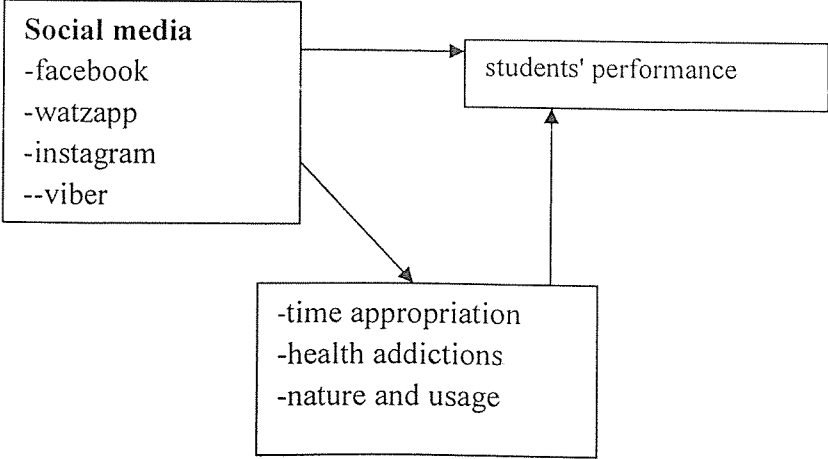 Social media
-facebook
-watzapp
-instagram
--viber
students' performance
-time appropriation
-health addictions
-nature and usage